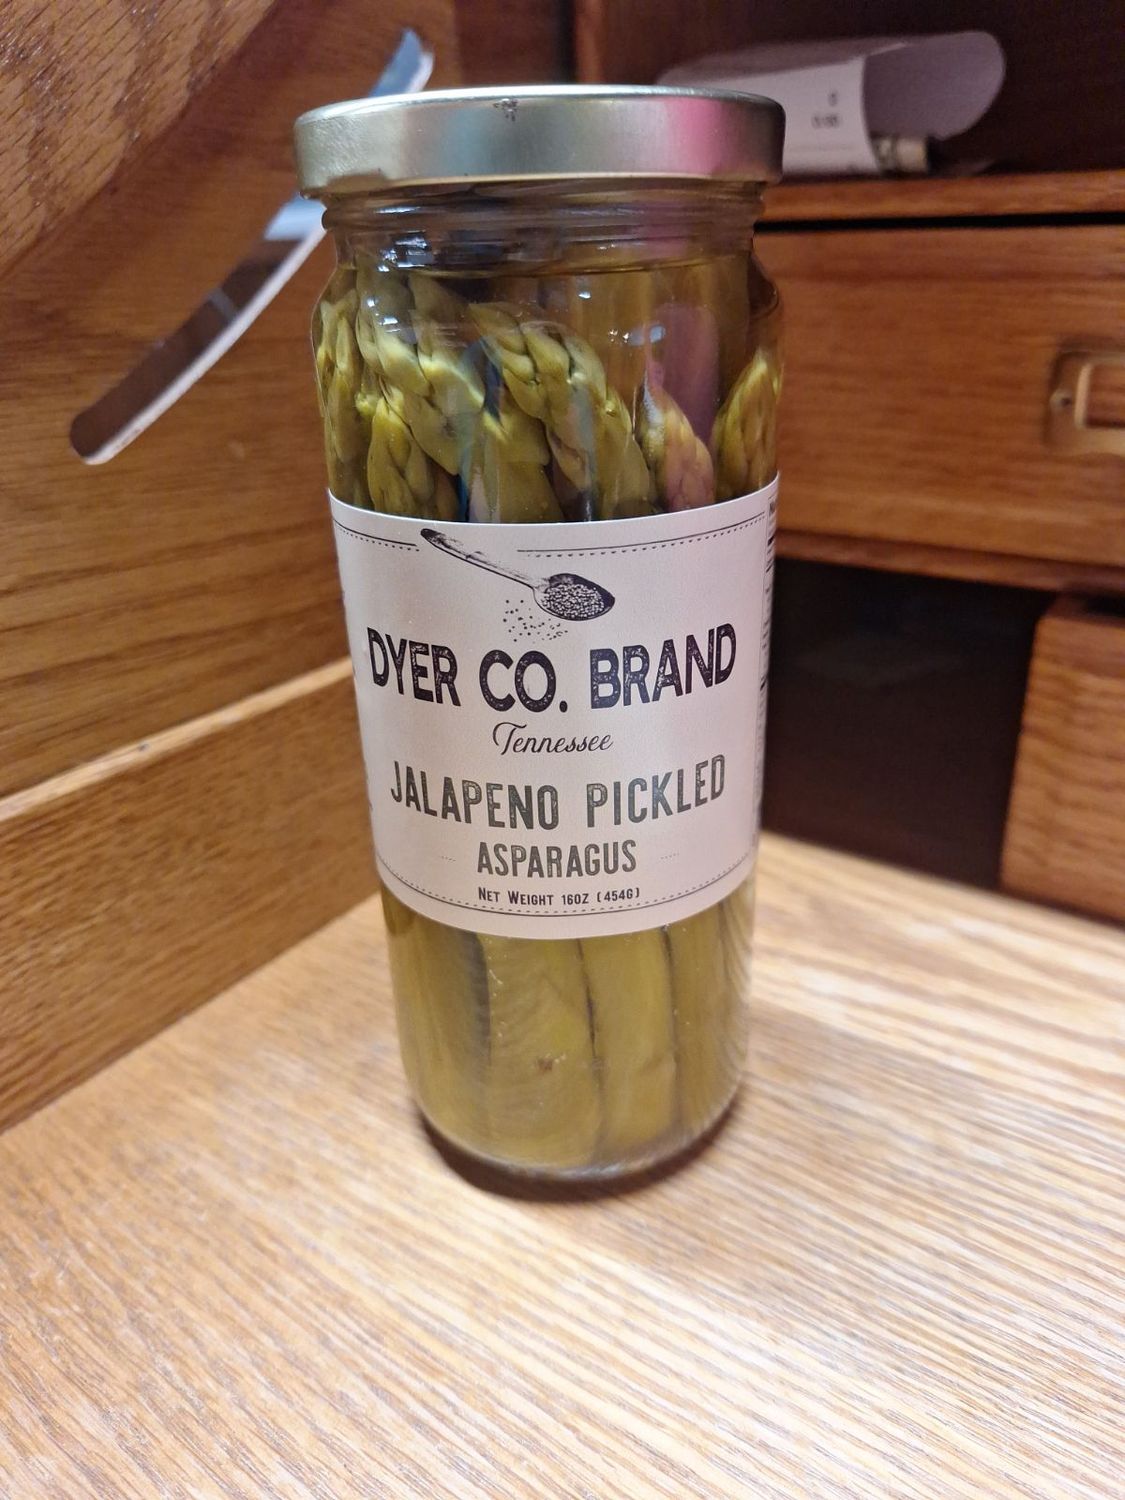 DYER CO. BRAND
Tennessee
JALAPENO PICKLED
ASPARAGUS
NET WEIGHT 16OZ (454G)